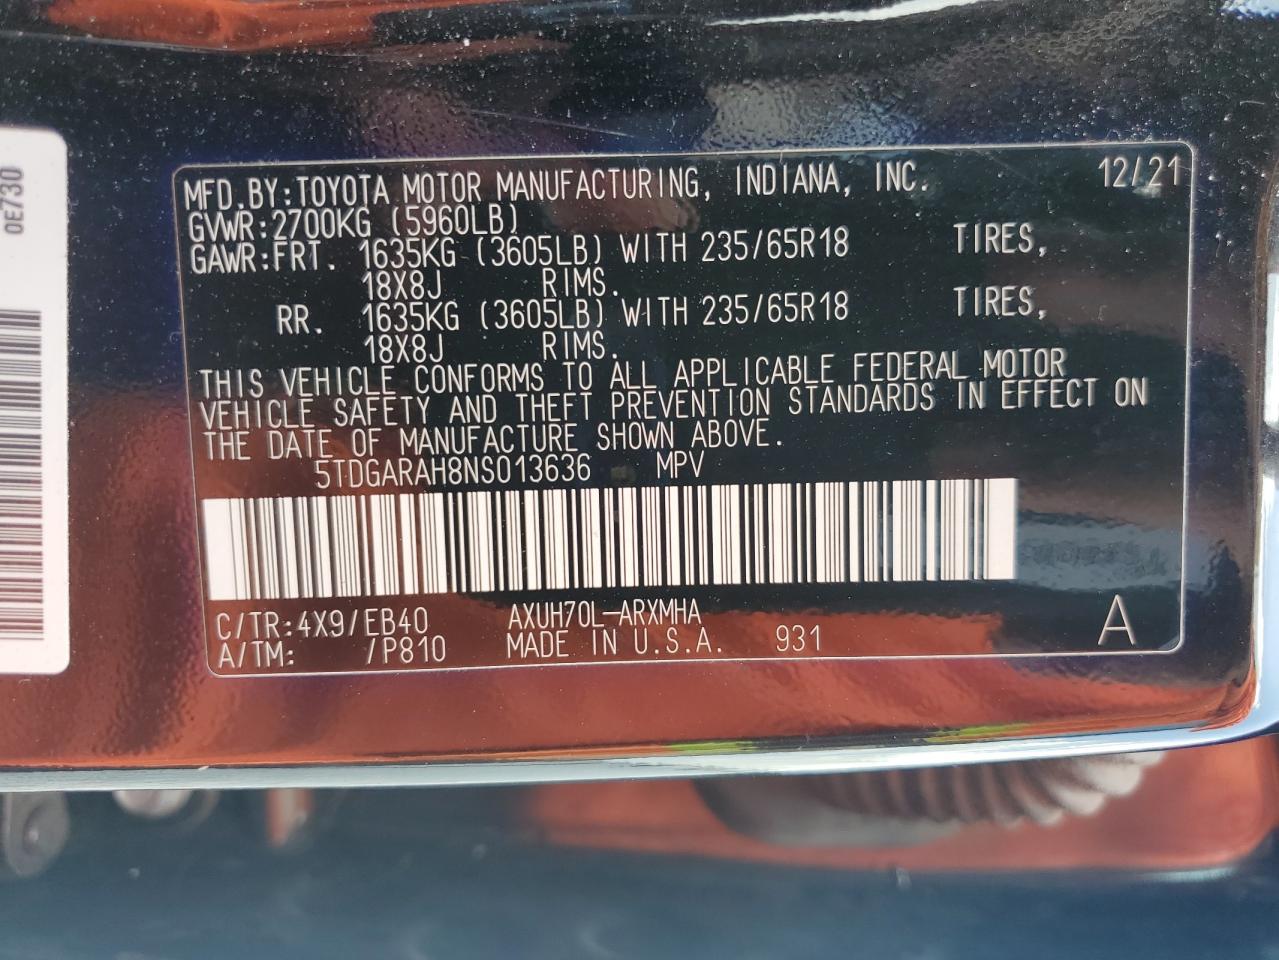 0E730
MFD.BY:TOYOTA MOTOR MANUFACTURING, INDIANA, INC. 12/21
GVWR:2700KG (5960LB)
GAWR:FRT. 1635KG (3605LB) WITH 235/65R18 TIRES,
18X8J RIMS.
RR. 1635KG (3605LB) WITH 235/65R18 TIRES,
18X8J RIMS.
THIS VEHICLE CONFORMS TO ALL APPLICABLE FEDERAL MOTOR
VEHICLE SAFETY AND THEFT PREVENTION STANDARDS IN EFFECT ON
THE DATE OF MANUFACTURE SHOWN ABOVE.
5TDGARAH8NS013636 MPV
C/TR:4X9/EB40 AXUH70L-ARXMHA
A/TM: /P810 MADE IN U.S.A. 931 A